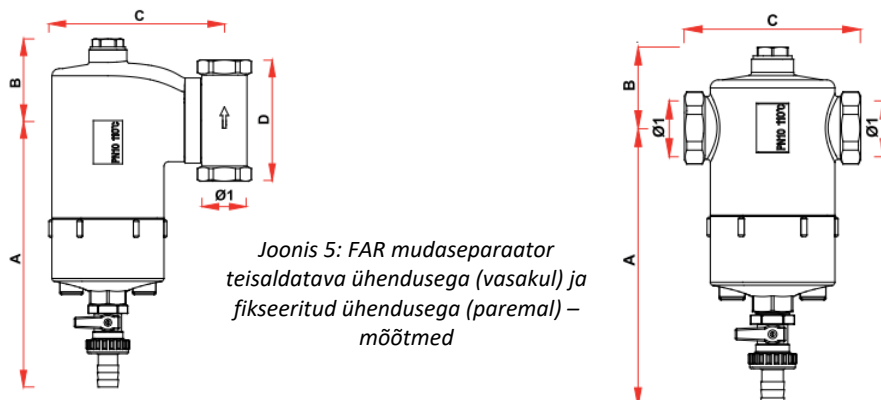 C
B
A
PN10 110°C
D
Ø1
Joonis 5: FAR mudaseparaator
teisaldatava ühendusega (vasakul) ja
fikseeritud ühendusega (paremal) –
mõõtmed
C
B
Ø1
PN10 110°C
Ø1
A